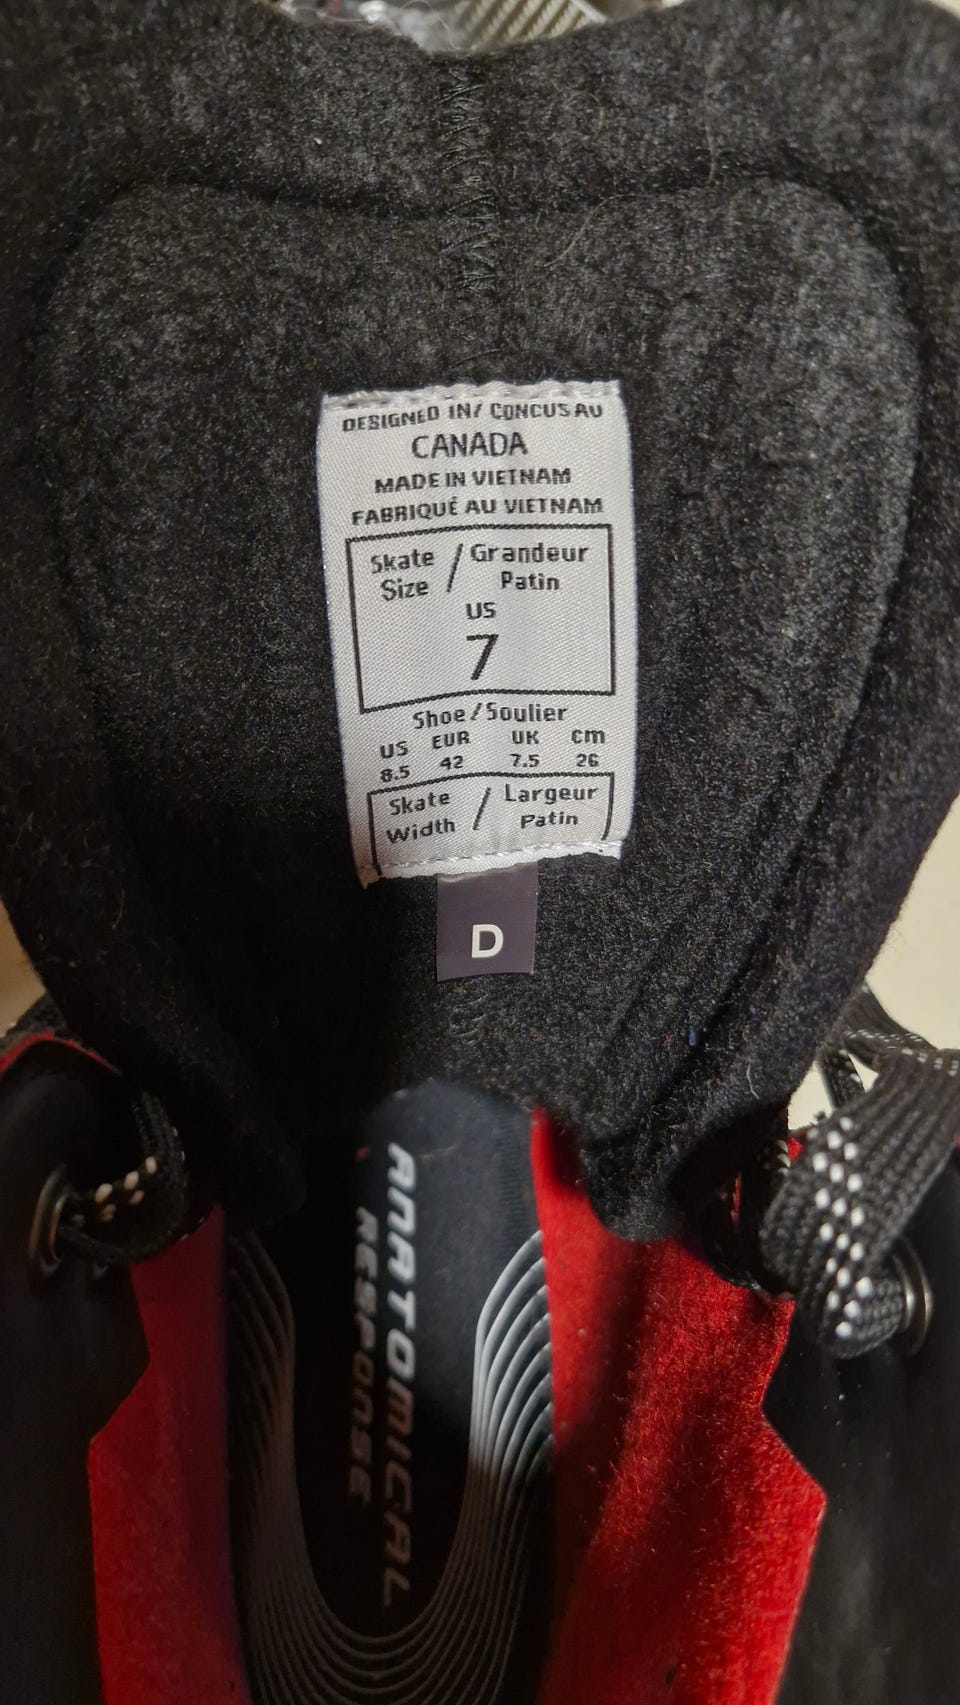 DESIGNED IN/ CONCUS AU
CANADA
MADE IN VIETNAM
FABRIQUÉ AU VIETNAM
Skate / Grandeur
Size Patin
US
7
Shoe/Soulier
US EUR UK cm
8.5 42 7.5 26
Skate / Largeur
Width Patin
D
ANATOMICAL
RESPONSE